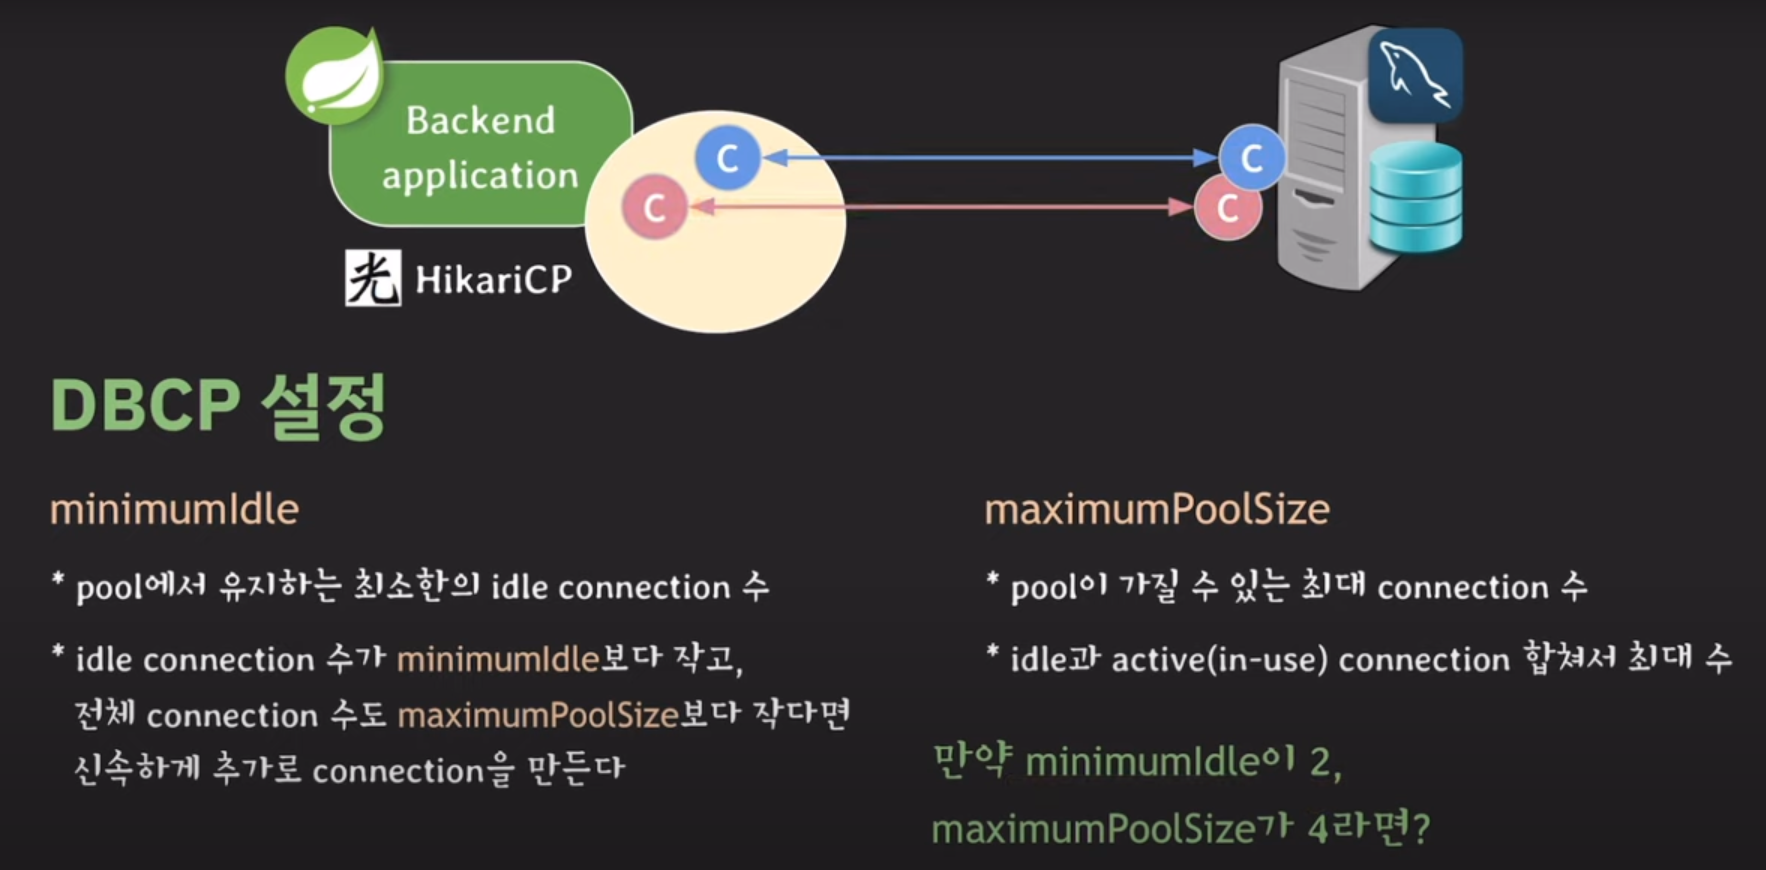 Backend
application
C
C
C
C
光 HikariCP
DBCP 설정
minimumIdle
* pool에서 유지하는 최소한의 idle connection 수
* idle connection 수가 minimumIdle보다 작고,
전체 connection 수도 maximumPoolSize보다 작다면
신속하게 추가로 connection을 만든다
maximumPoolSize
* pool이 가질 수 있는 최대 connection 수
* idle과 active(in-use) connection 합쳐서 최대 수
만약 minimumIdle이 2,
maximumPoolSize가 4라면?